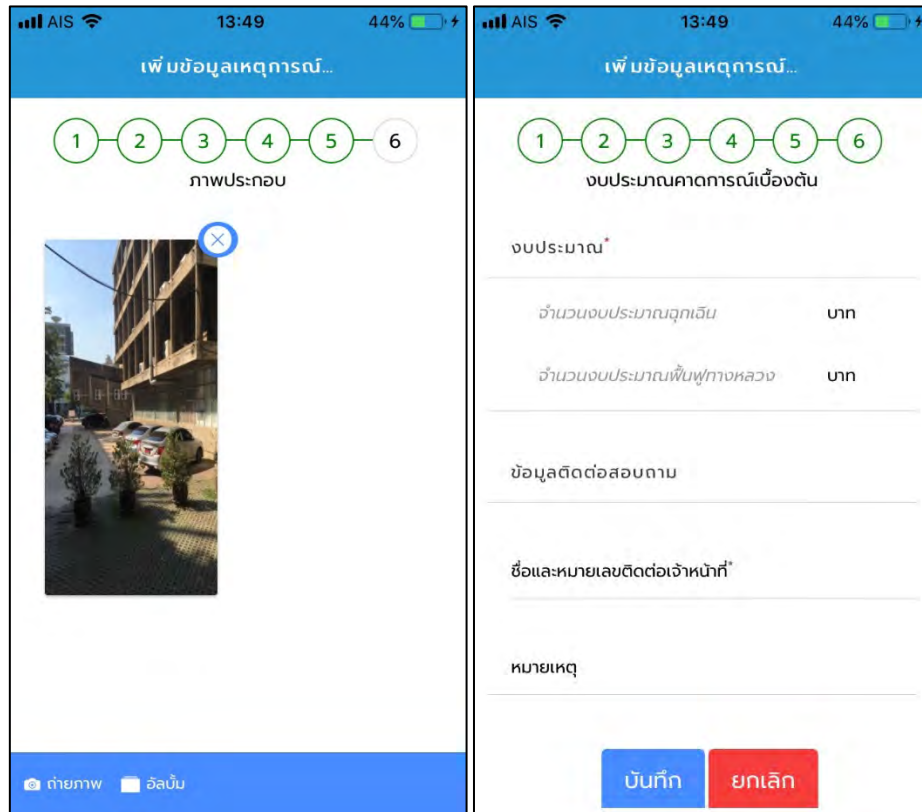 AIS 13:49 44%
เพิ่มข้อมูลเหตุการณ์...
1 2 3 4 5 6
ภาพประกอบ
ถ่ายภาพ อัลบั้ม
AIS 13:49 44%
เพิ่มข้อมูลเหตุการณ์...
1 2 3 4 5 6
งบประมาณคาดการณ์เบื้องต้น
งบประมาณ*
จำนวนงบประมาณฉุกเฉิน บาท
จำนวนงบประมาณฟื้นฟูทางหลวง บาท
ข้อมูลติดต่อสอบถาม
ชื่อและหมายเลขติดต่อเจ้าหน้าที่*
หมายเหตุ
บันทึก ยกเลิก